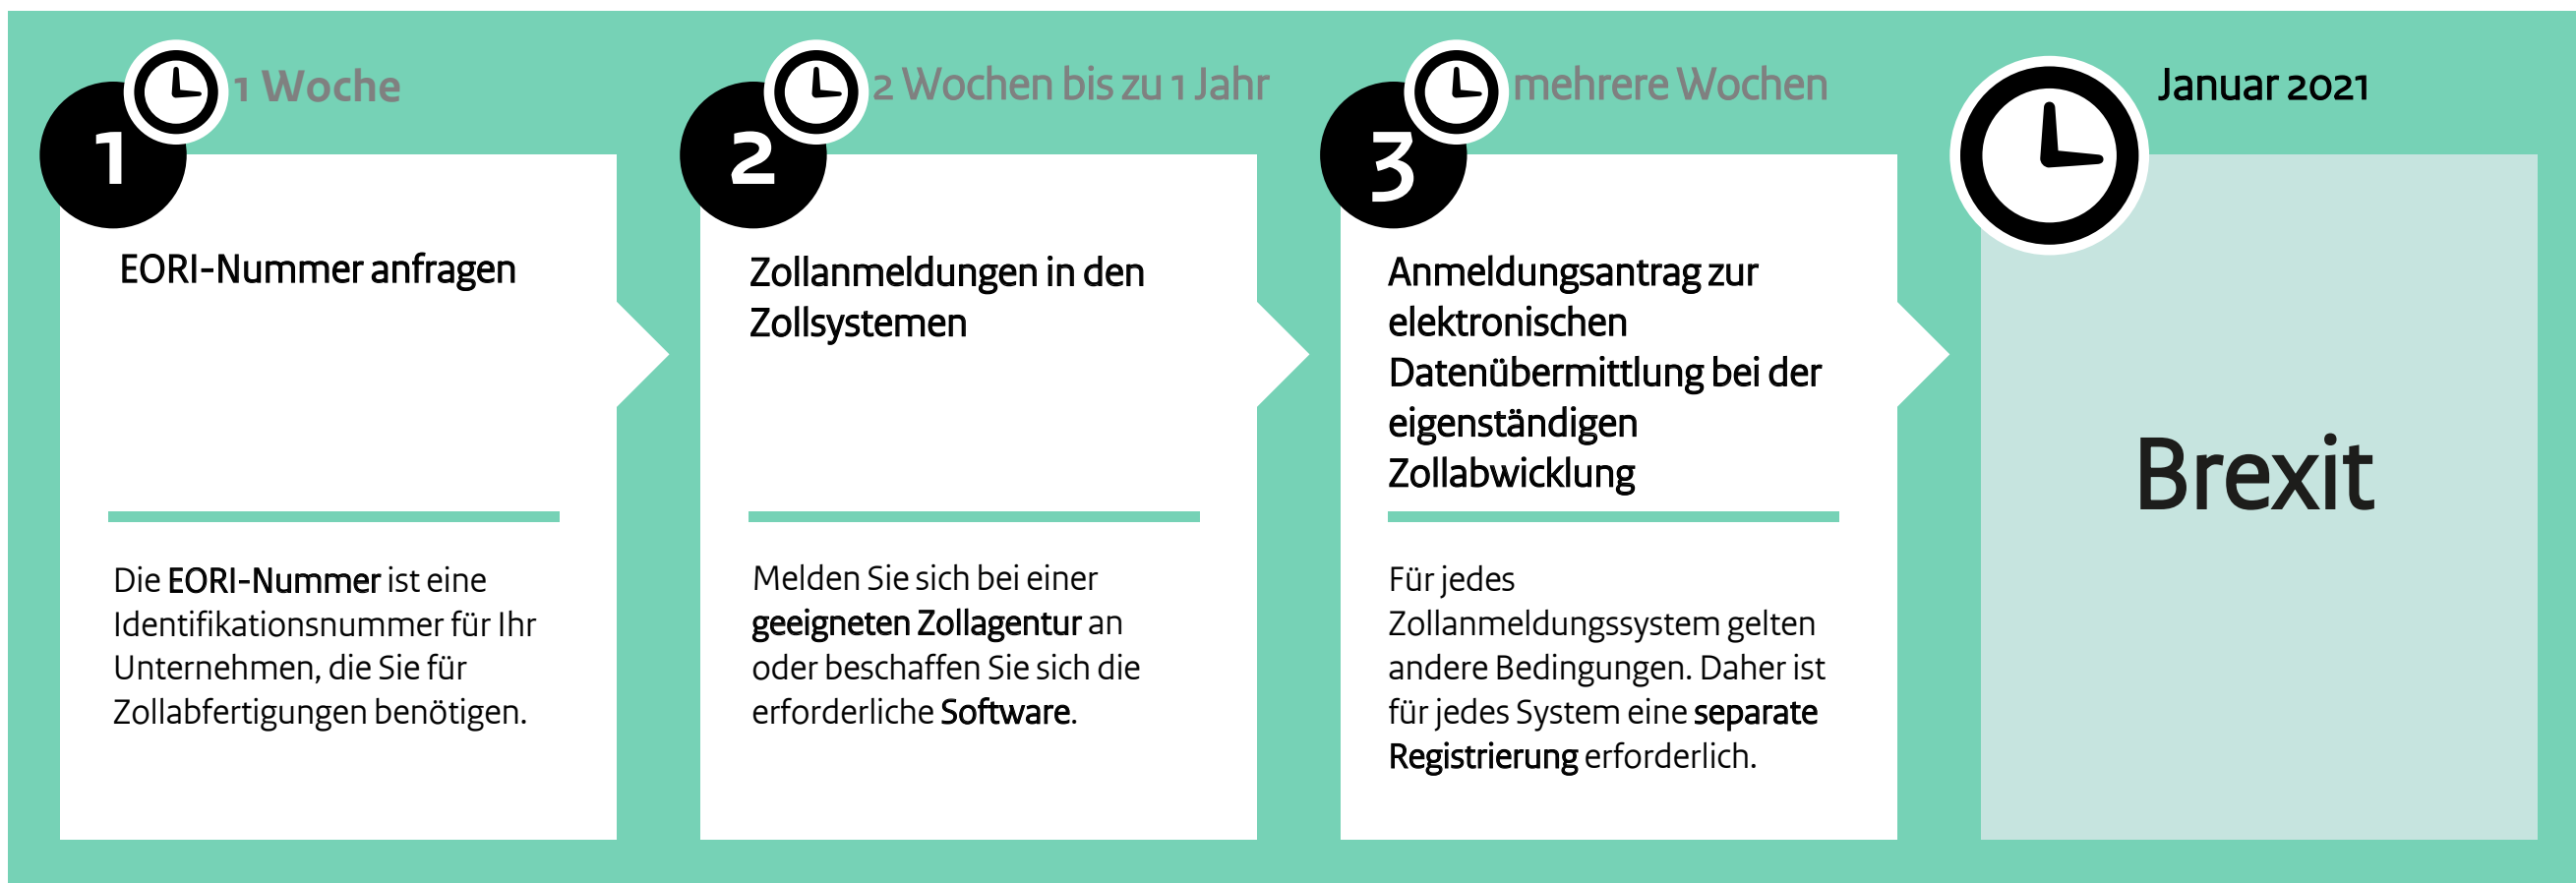 1 Woche
1
EORI-Nummer anfragen
Die EORI-Nummer ist eine
Identifikationsnummer für Ihr
Unternehmen, die Sie für
Zollabfertigungen benötigen.
2 Wochen bis zu 1 Jahr
2
Zollanmeldungen in den
Zollsystemen
Melden Sie sich bei einer
geeigneten Zollagentur an
oder beschaffen Sie sich die
erforderliche Software.
mehrere Wochen
3
Anmeldungsantrag zur
elektronischen
Datenübermittlung bei der
eigenständigen
Zollabwicklung
Für jedes
Zollanmeldungssystem gelten
andere Bedingungen. Daher ist
für jedes System eine separate
Registrierung erforderlich.
Januar 2021
Brexit